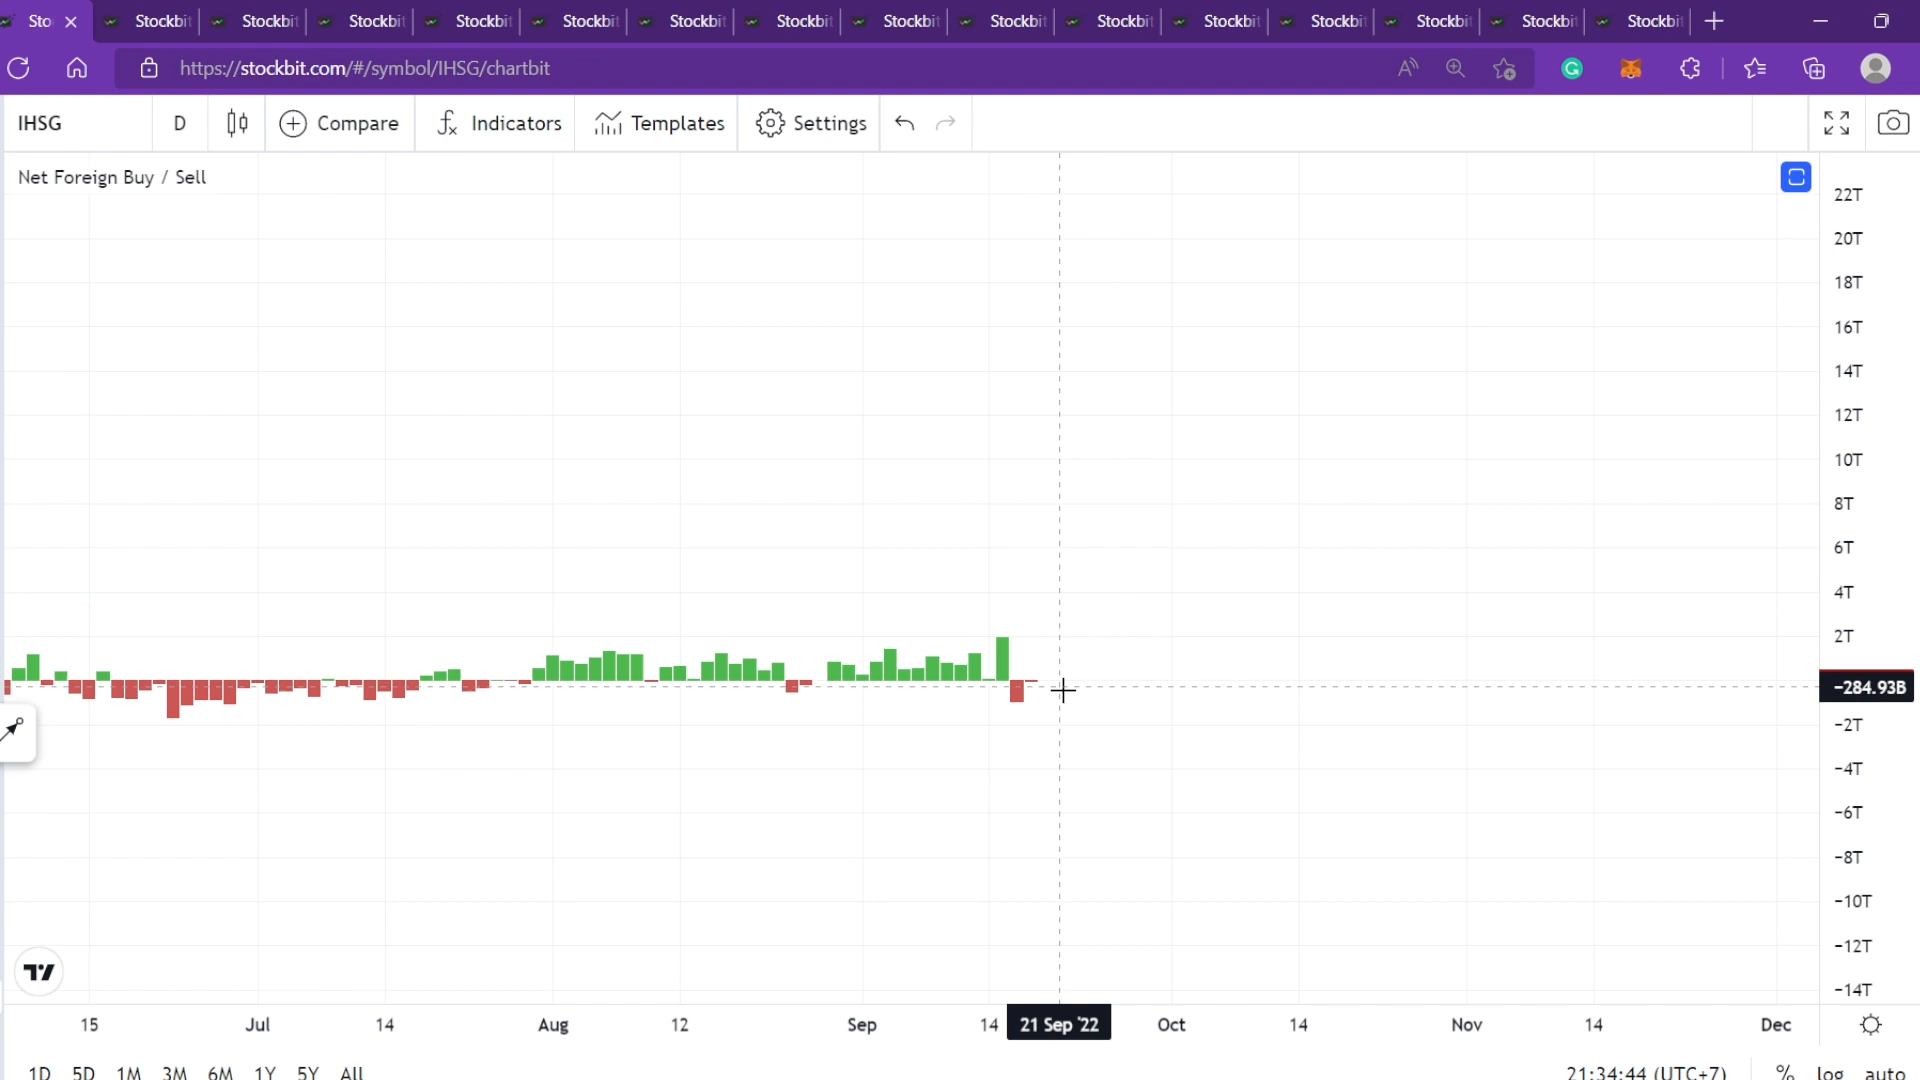 Sto Stockbit Stockbit Stockbit Stockbit Stockbit Stockbit Stockbit Stockbit Stockbit Stockbit Stockbit Stockbit Stockbit Stockbit Stockbit
https://stockbit.com/#/symbol/IHSG/chartbit
IHSG D Compare Indicators Templates Settings
Net Foreign Buy / Sell
22T
20T
18T
16T
14T
12T
10T
8T
6T
4T
2T
-284.93B
-2T
-4T
-6T
-8T
-10T
-12T
-14T
15 Jul 14 Aug 12 Sep 14 21 Sep '22 Oct 14 Nov 14 Dec
1D 5D 1M 3M 6M 1Y 5Y All 21:34:44 (UTC+7) % log auto